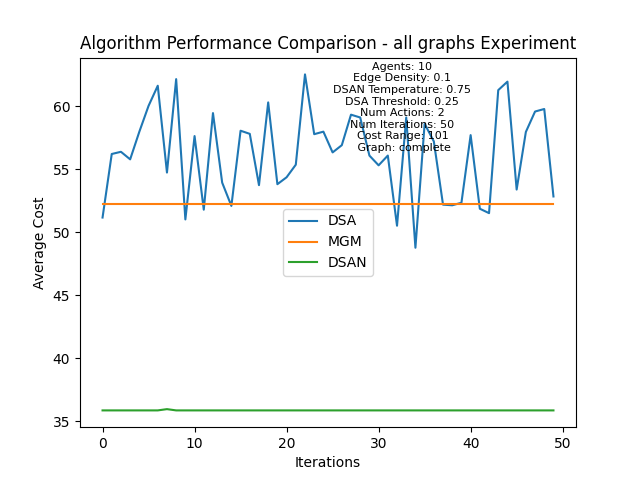 Algorithm Performance Comparison - all graphs Experiment
Agents: 10
Edge Density: 0.1
DSAN Temperature: 0.75
DSA Threshold: 0.25
Num Actions: 2
Num Iterations: 50
Cost Range: 101
Graph: complete
60
55
50
45
40
35
Average Cost
DSA
MGM
DSAN
0
10
20
30
40
50
Iterations